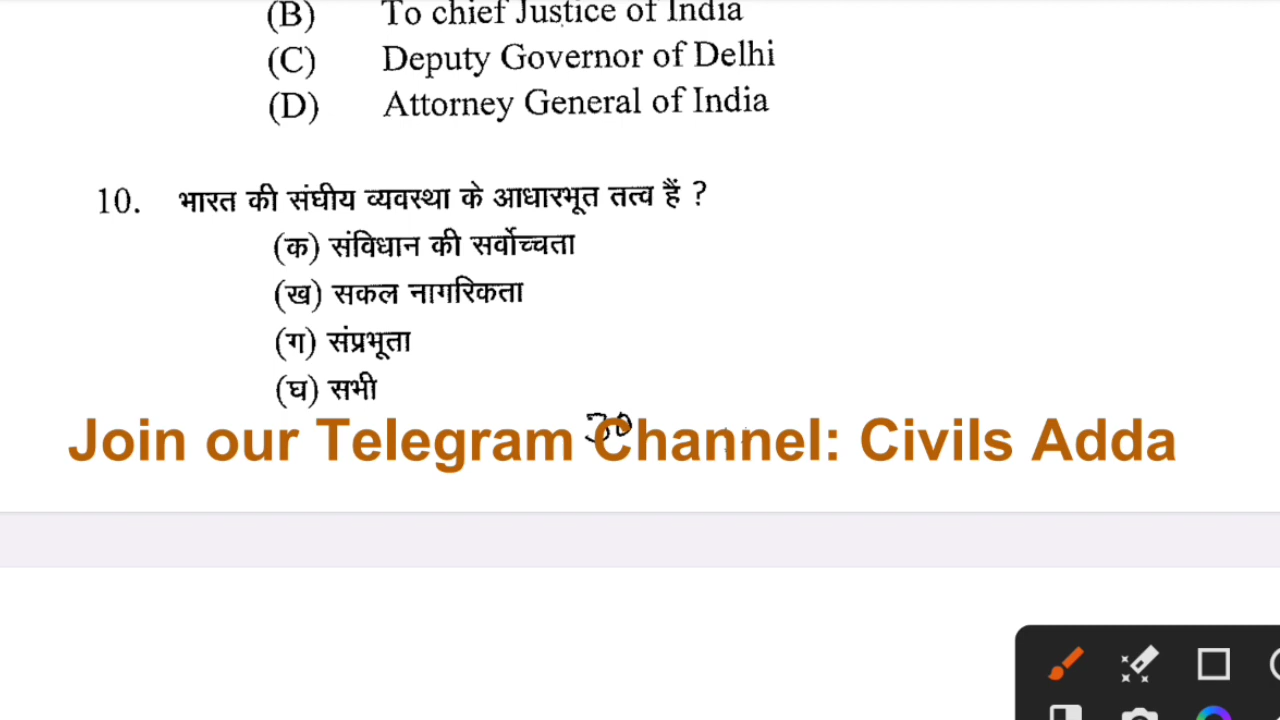 (B) To chief Justice of India
(C) Deputy Governor of Delhi
(D) Attorney General of India
10. भारत की संघीय व्यवस्था के आधारभूत तत्व हैं ?
(क) संविधान की सर्वोच्चता
(ख) सकल नागरिकता
(ग) संप्रभूता
(घ) सभी
30
Join our Telegram Channel: Civils Adda